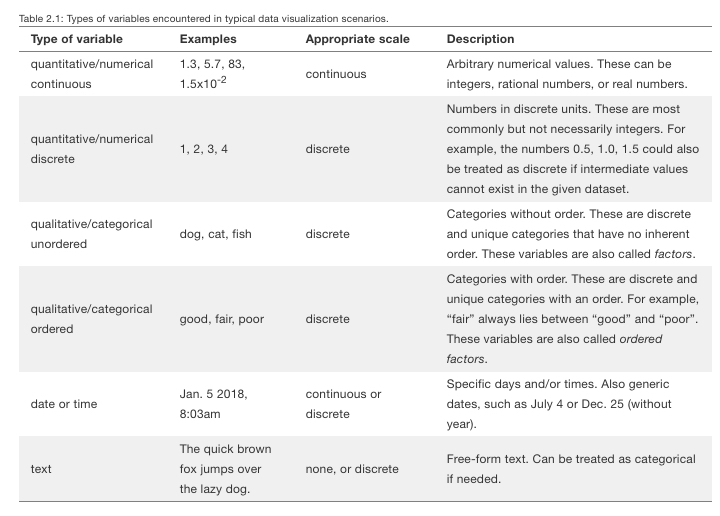 Table 2.1: Types of variables encountered in typical data visualization scenarios.
Type of variable Examples Appropriate scale Description
quantitative/numerical
continuous
1.3, 5.7, 83,
1.5x10-2
continuous
Arbitrary numerical values. These can be
integers, rational numbers, or real numbers.
quantitative/numerical
discrete
1, 2, 3, 4
discrete
Numbers in discrete units. These are most
commonly but not necessarily integers. For
example, the numbers 0.5, 1.0, 1.5 could also
be treated as discrete if intermediate values
cannot exist in the given dataset.
qualitative/categorical
unordered
dog, cat, fish
discrete
Categories without order. These are discrete
and unique categories that have no inherent
order. These variables are also called factors.
qualitative/categorical
ordered
good, fair, poor
discrete
Categories with order. These are discrete and
unique categories with an order. For example,
“fair” always lies between “good” and “poor”.
These variables are also called ordered
factors.
date or time
Jan. 5 2018,
8:03am
continuous or
discrete
Specific days and/or times. Also generic
dates, such as July 4 or Dec. 25 (without
year).
text
The quick brown
fox jumps over
the lazy dog.
none, or discrete
Free-form text. Can be treated as categorical
if needed.